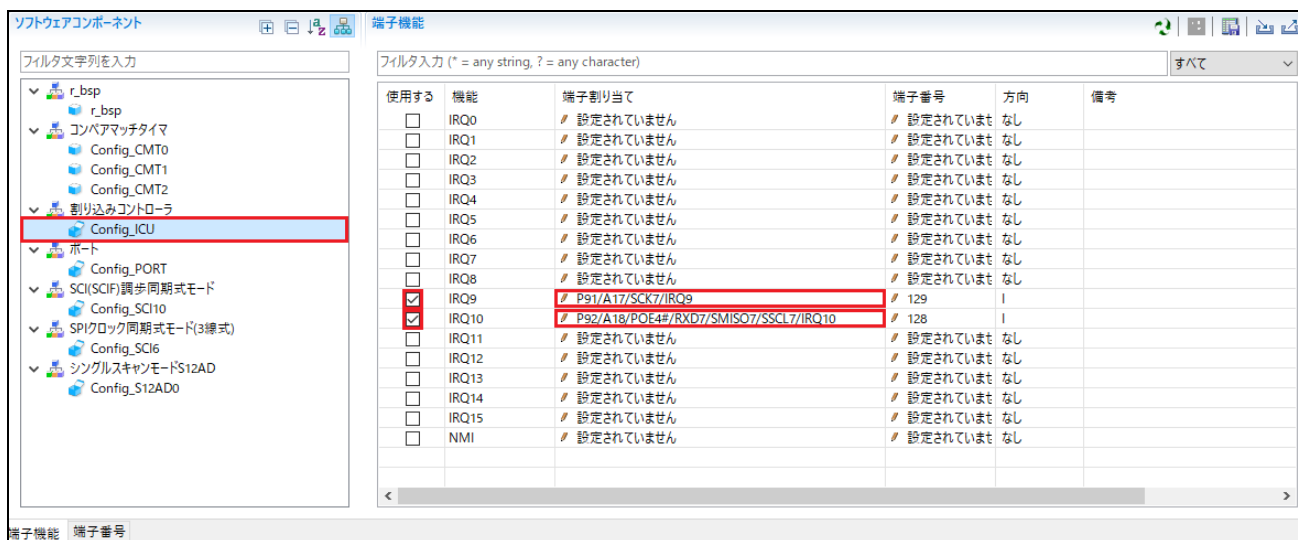 ソフトウェアコンポーネント
フィルタ文字列を入力
r_bsp
r_bsp
コンペアマッチタイマ
Config_CMT0
Config_CMT1
Config_CMT2
割り込みコントローラ
Config_ICU
ポート
Config_PORT
SCI(SCIF)調歩同期式モード
Config_SCI10
SPIクロック同期式モード(3線式)
Config_SCI6
シングルスキャンモードS12AD
Config_S12AD0
端子機能
フィルタ入力 (* = any string, ? = any character) すべて
使用する 機能 端子割り当て 端子番号 方向 備考
IRQ0 設定されていません 設定されていませ なし
IRQ1 設定されていません 設定されていませ なし
IRQ2 設定されていません 設定されていませ なし
IRQ3 設定されていません 設定されていませ なし
IRQ4 設定されていません 設定されていませ なし
IRQ5 設定されていません 設定されていませ なし
IRQ6 設定されていません 設定されていませ なし
IRQ7 設定されていません 設定されていませ なし
IRQ8 設定されていません 設定されていませ なし
IRQ9 P91/A17/SCK7/IRQ9 129 I
IRQ10 P92/A18/POE4#/RXD7/SMISO7/SSCL7/IRQ10 128 I
IRQ11 設定されていません 設定されていませ なし
IRQ12 設定されていません 設定されていませ なし
IRQ13 設定されていません 設定されていませ なし
IRQ14 設定されていません 設定されていませ なし
IRQ15 設定されていません 設定されていませ なし
NMI 設定されていません 設定されていませ なし
端子機能 端子番号